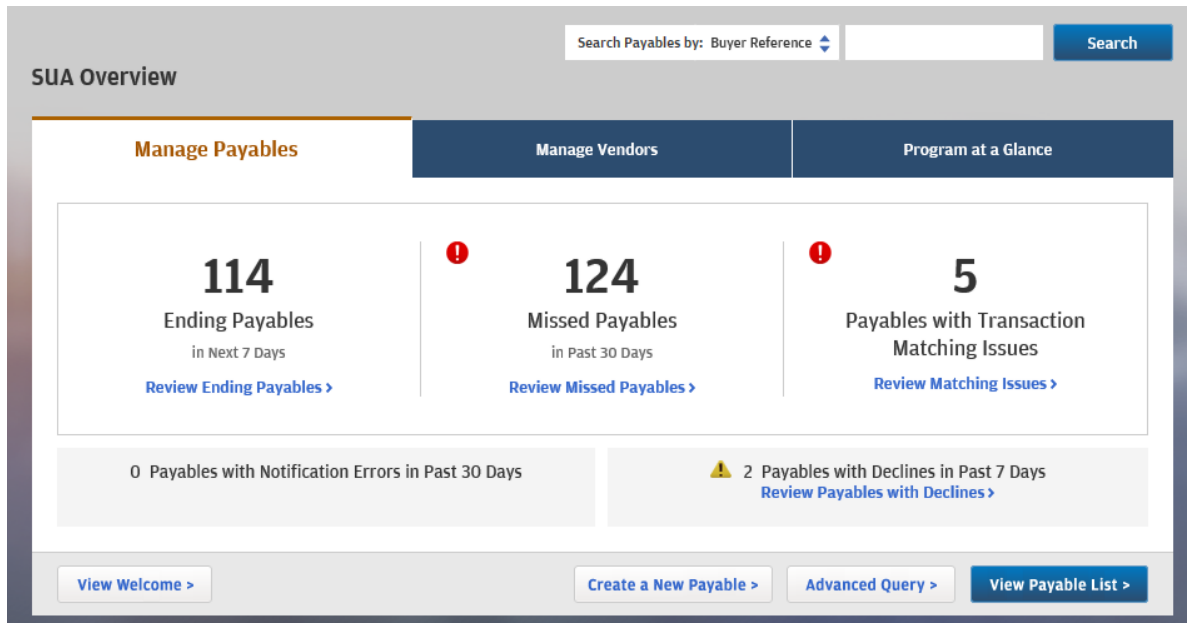 Search Payables by: Buyer Reference
Search
SUA Overview
Manage Payables
Manage Vendors
Program at a Glance
114
Ending Payables
in Next 7 Days
Review Ending Payables >
124
Missed Payables
in Past 30 Days
Review Missed Payables >
5
Payables with Transaction
Matching Issues
Review Matching Issues >
0 Payables with Notification Errors in Past 30 Days
2 Payables with Declines in Past 7 Days
Review Payables with Declines >
View Welcome >
Create a New Payable >
Advanced Query >
View Payable List >